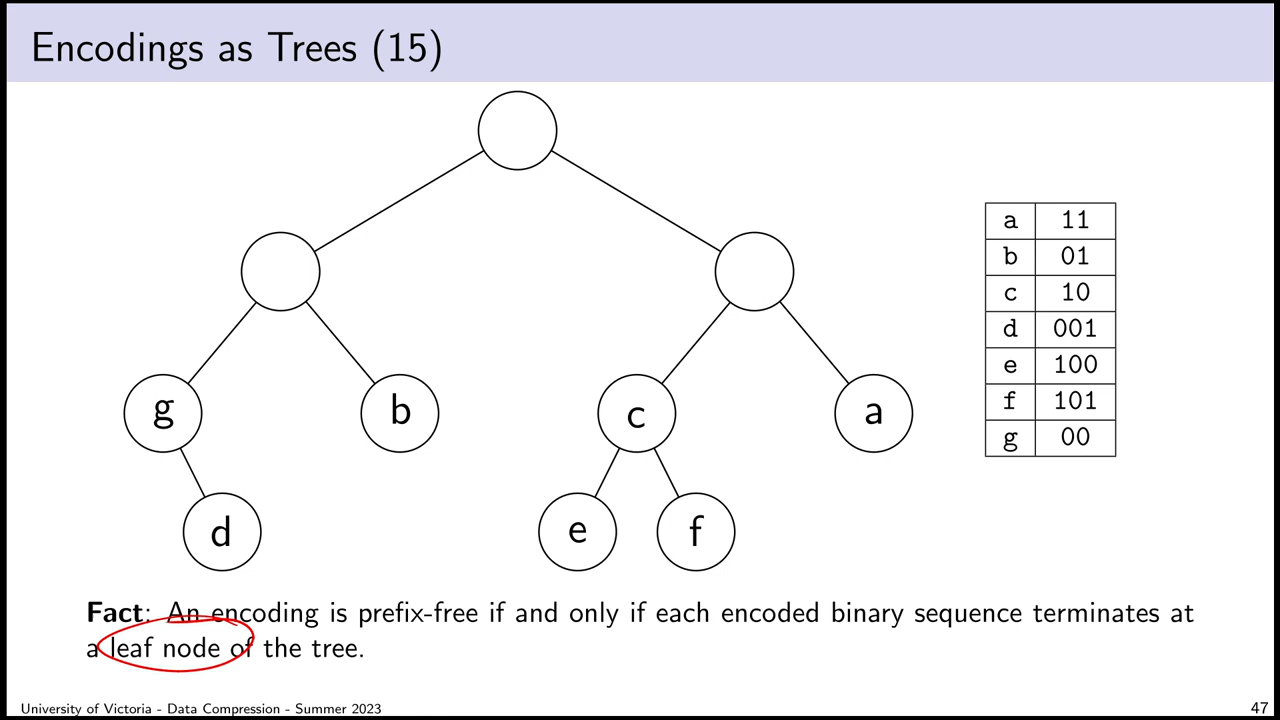 Encodings as Trees (15)
g
b
c
a
d
e
f
a 11
b 01
c 10
d 001
e 100
f 101
g 00
Fact: An encoding is prefix-free if and only if each encoded binary sequence terminates at
a leaf node of the tree.
University of Victoria - Data Compression - Summer 2023
47